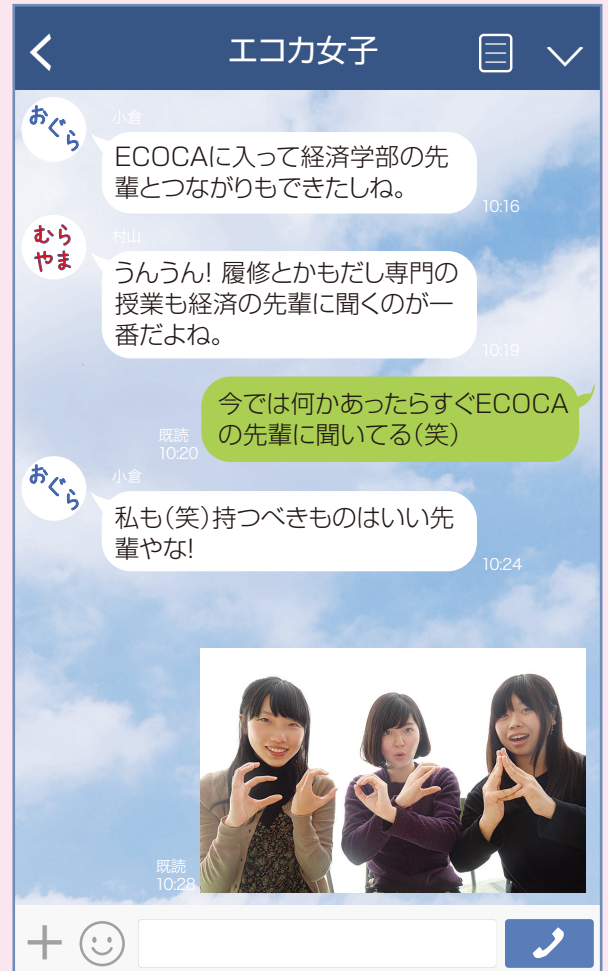 エコカ女子
おぐら
小倉
ECOCAに入って経済学部の先
輩とつながりもできたしね。
10:16
むら
やま
村山
うんうん! 履修とかもだし専門の
授業も経済の先輩に聞くのが一
番だよね。
10:19
今では何かあったらすぐECOCA
の先輩に聞いてる(笑)
既読
10:20
おぐら
小倉
私も(笑)持つべきものはいい先
輩やな!
10:24
既読
10:28